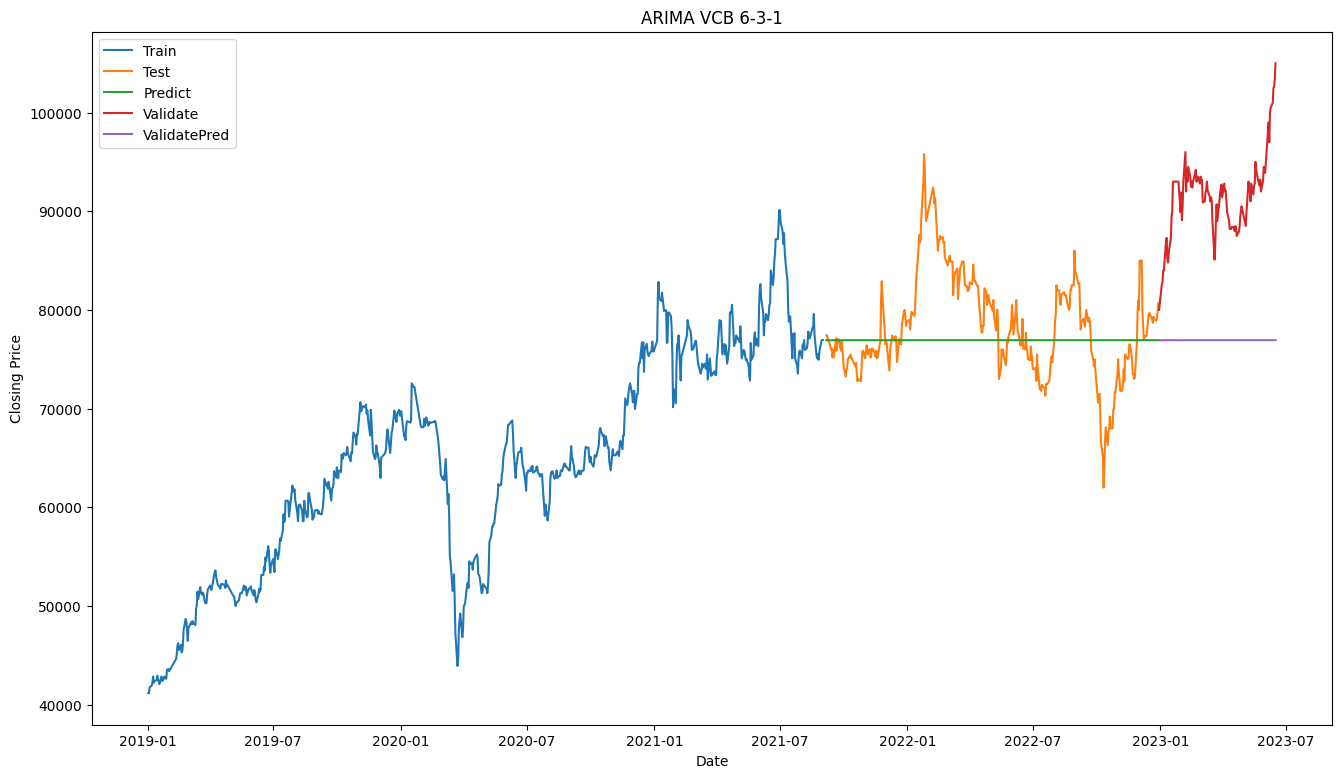 ARIMA VCB 6-3-1
Train
Test
Predict
Validate
ValidatePred
100000
90000
80000
70000
60000
50000
40000
Closing Price
2019-01 2019-07 2020-01 2020-07 2021-01 2021-07 2022-01 2022-07 2023-01 2023-07
Date